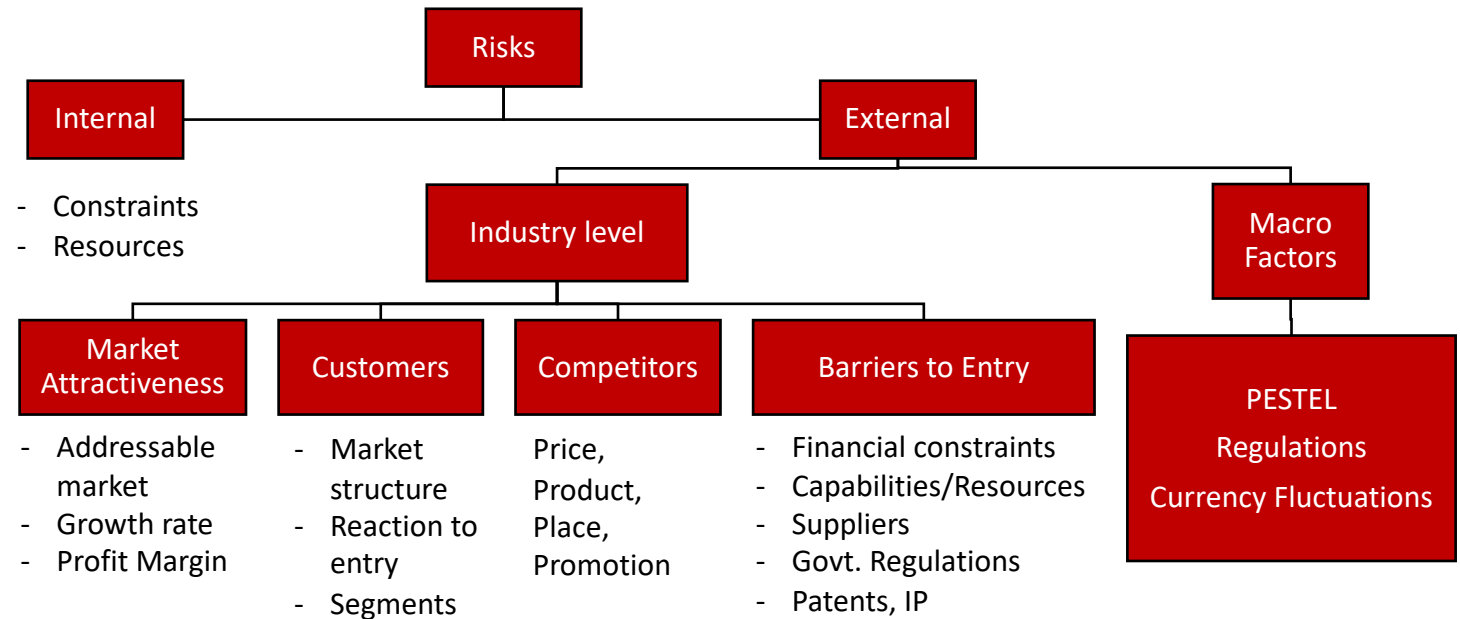 Risks
Internal
External
- Constraints
- Resources
Industry level
Macro
Factors
Market
Attractiveness
Customers
Competitors
Barriers to Entry
- Addressable
market
- Growth rate
- Profit Margin
- Market
structure
- Reaction to
entry
- Segments
Price,
Product,
Place,
Promotion
- Financial constraints
- Capabilities/Resources
- Suppliers
- Govt. Regulations
- Patents, IP
PESTEL
Regulations
Currency Fluctuations